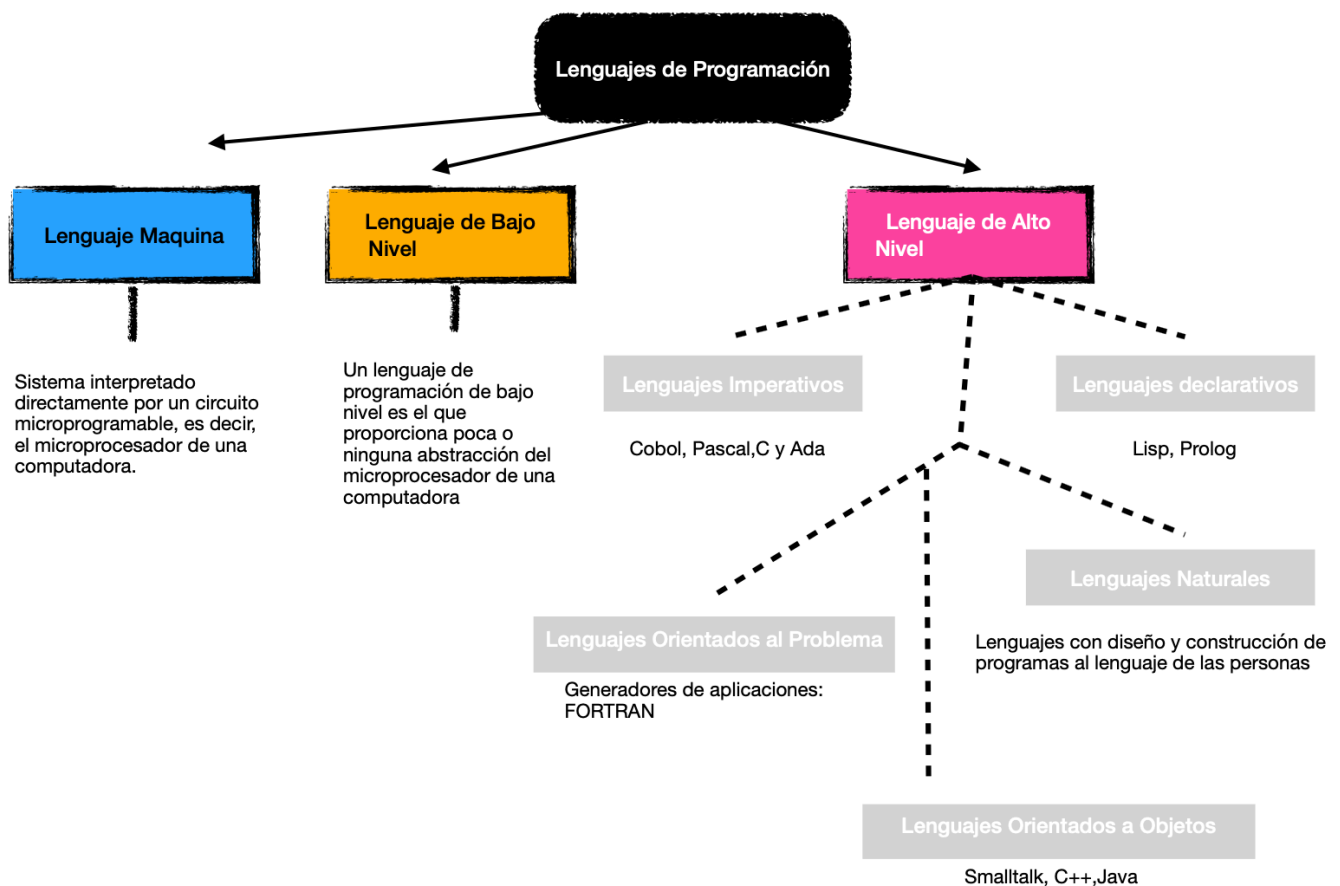 Lenguajes de Programación
Lenguaje Maquina
Lenguaje de Bajo
Nivel
Lenguaje de Alto
Nivel
Sistema interpretado
directamente por un circuito
microprogramable, es decir,
el microprocesador de una
computadora.
Un lenguaje de
programación de bajo
nivel es el que
proporciona poca o
ninguna abstracción del
microprocesador de una
computadora
Lenguajes Imperativos
Cobol, Pascal,C y Ada
Lenguajes declarativos
Lisp, Prolog
Lenguajes Naturales
Lenguajes con diseño y construcción de
programas al lenguaje de las personas
Lenguajes Orientados al Problema
Generadores de aplicaciones:
FORTRAN
Lenguajes Orientados a Objetos
Smalltalk, C++,Java